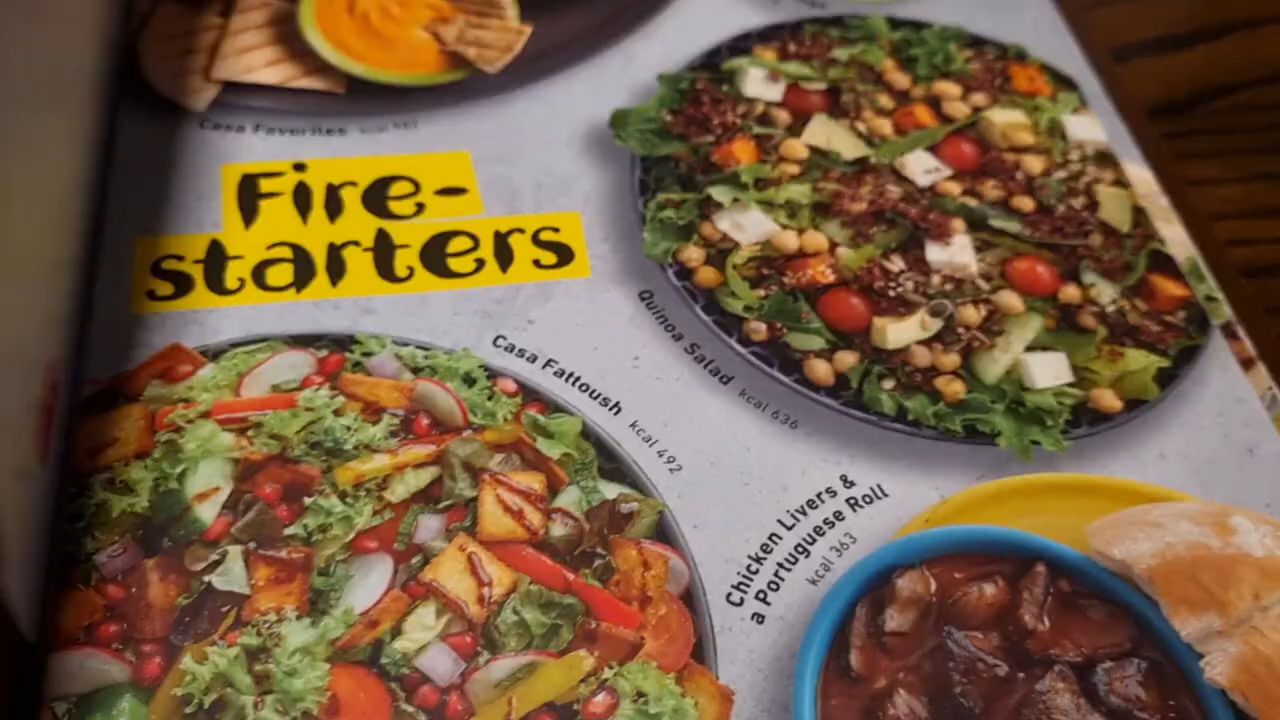 Casa Favorites
Fire-
starters
Quinoa Salad kcal 636
Casa Fattoush kcal 492
Chicken Livers &
a Portuguese Roll
kcal 363